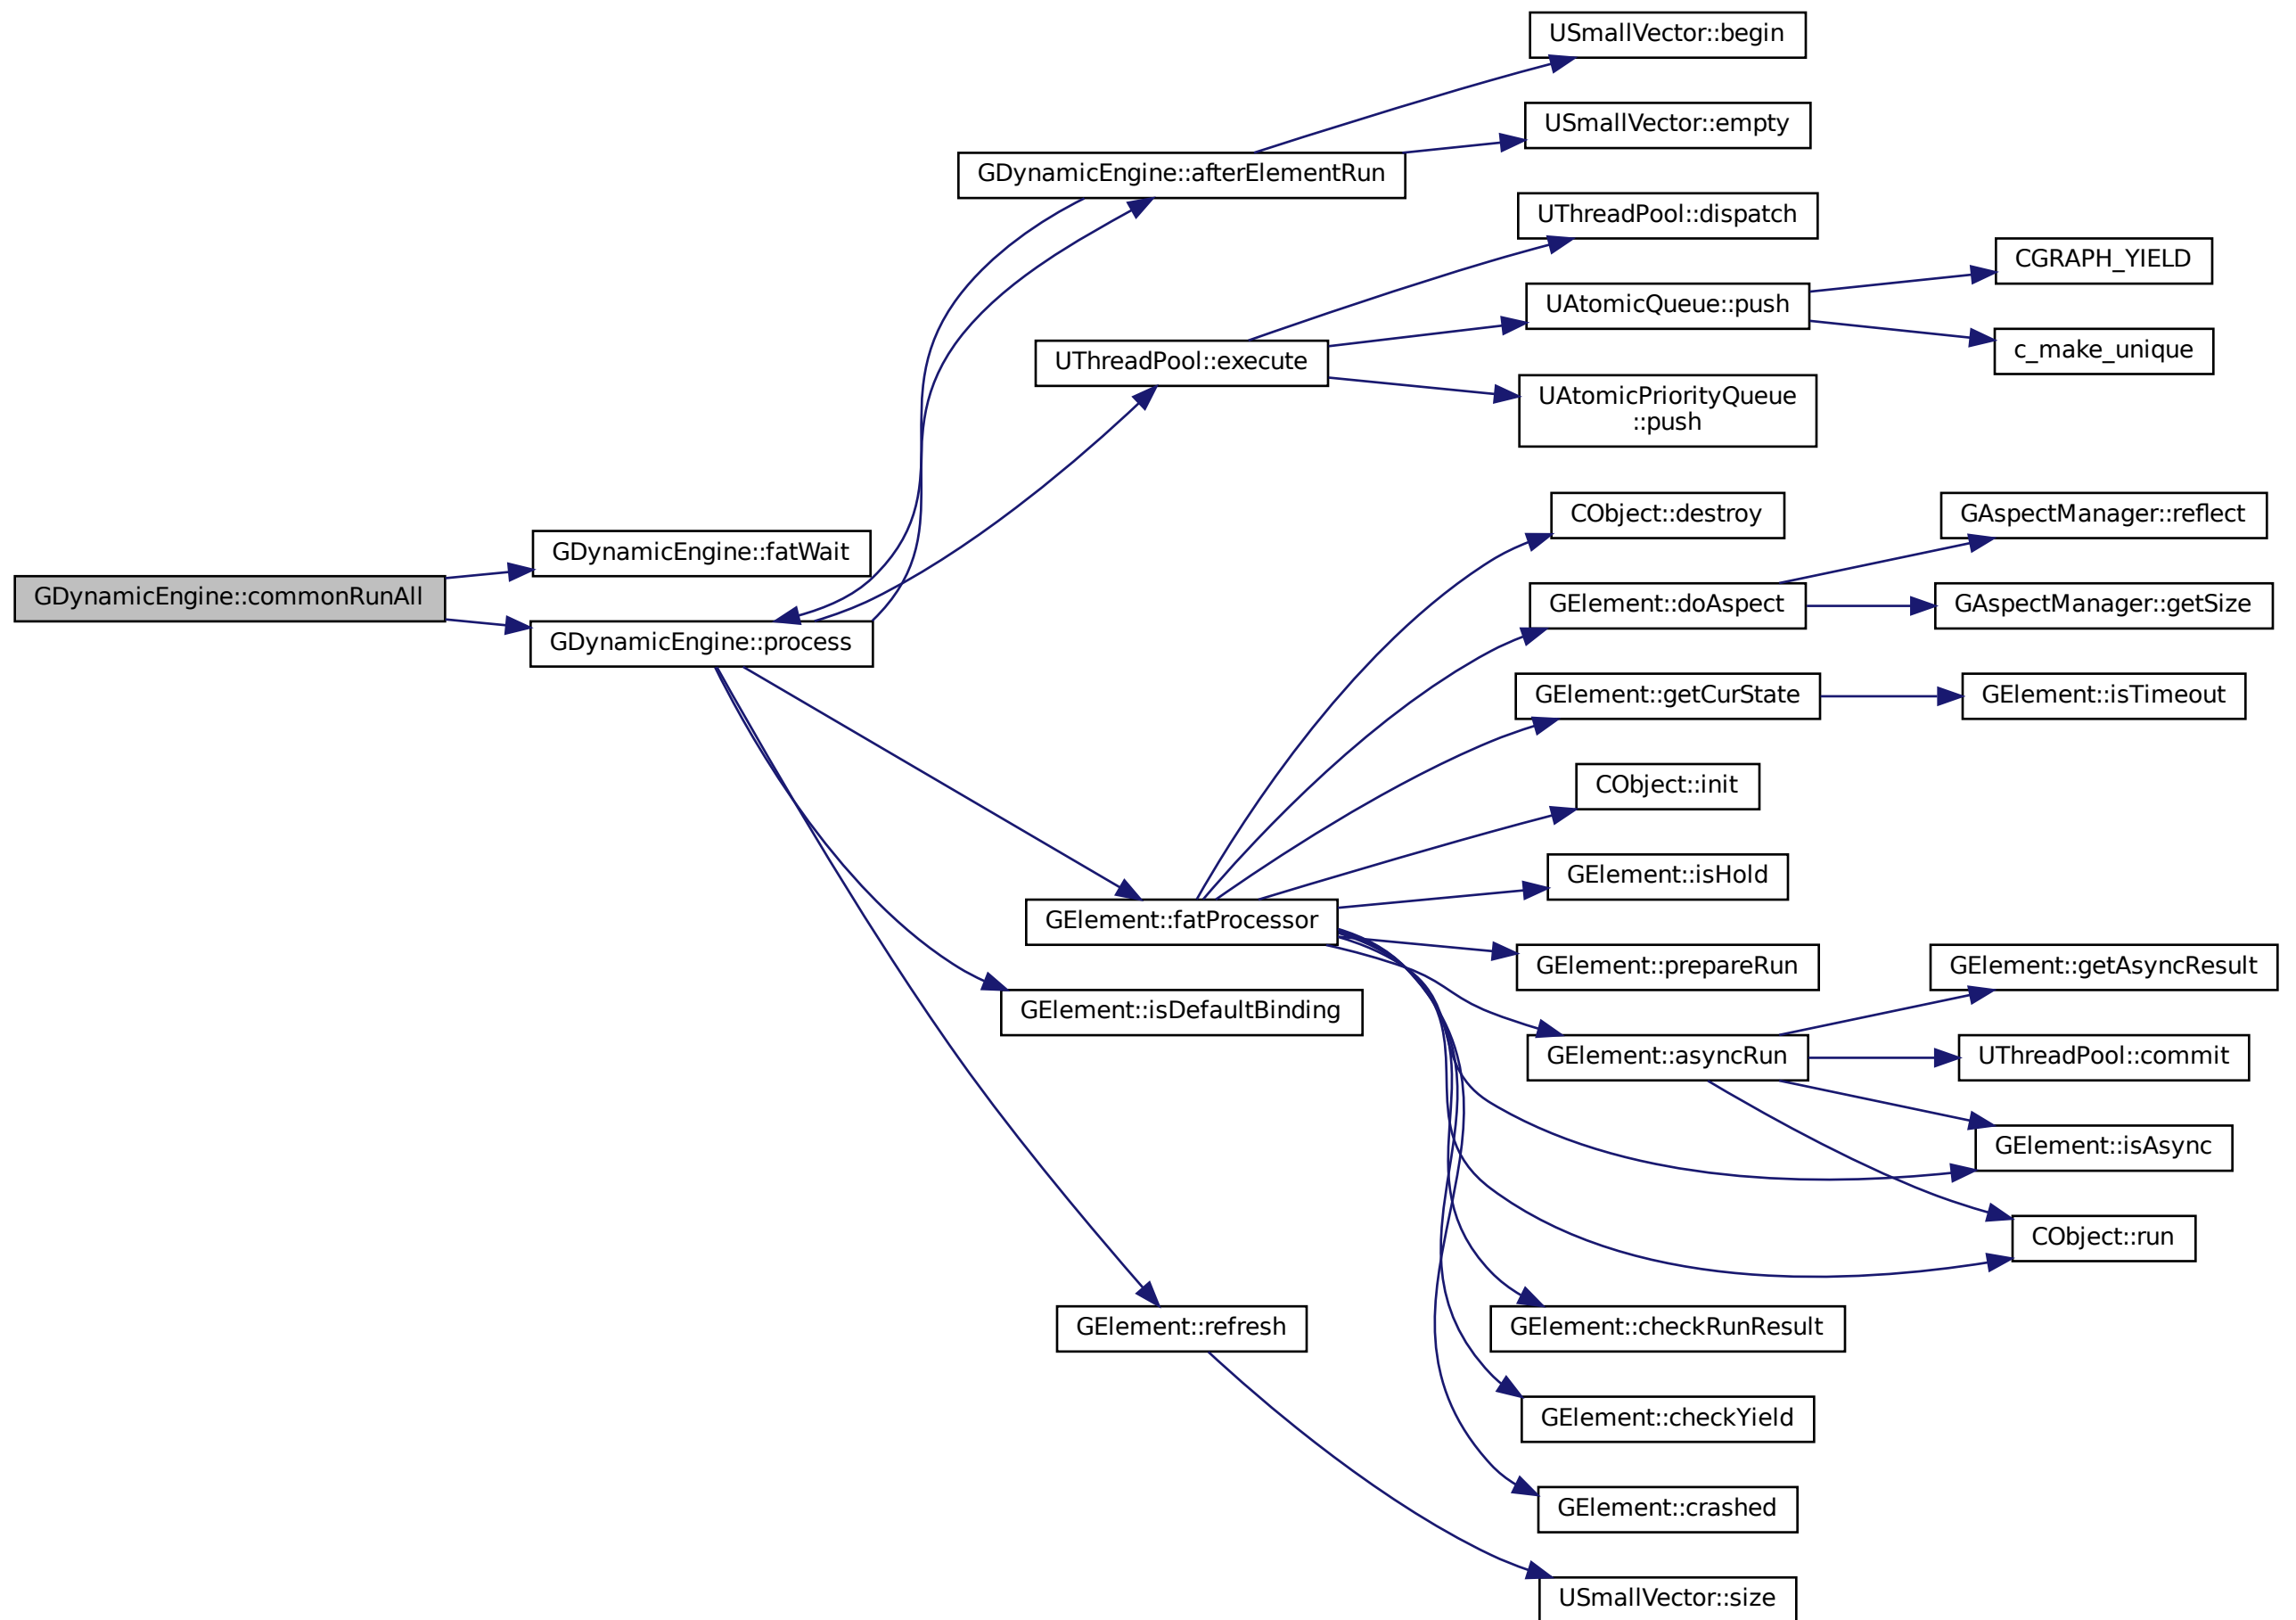 USmallVector::begin
USmallVector::empty
GDynamicEngine::afterElementRun
UThreadPool::dispatch
CGRAPH_YIELD
UAtomicQueue::push
c_make_unique
UThreadPool::execute
UAtomicPriorityQueue
::push
CObject::destroy
GAspectManager::reflect
GDynamicEngine::fatWait
GDynamicEngine::commonRunAll
GElement::doAspect
GAspectManager::getSize
GDynamicEngine::process
GElement::getCurState
GElement::isTimeout
CObject::init
GElement::isHold
GElement::fatProcessor
GElement::prepareRun
GElement::getAsyncResult
GElement::isDefaultBinding
GElement::asyncRun
UThreadPool::commit
GElement::isAsync
CObject::run
GElement::refresh
GElement::checkRunResult
GElement::checkYield
GElement::crashed
USmallVector::size